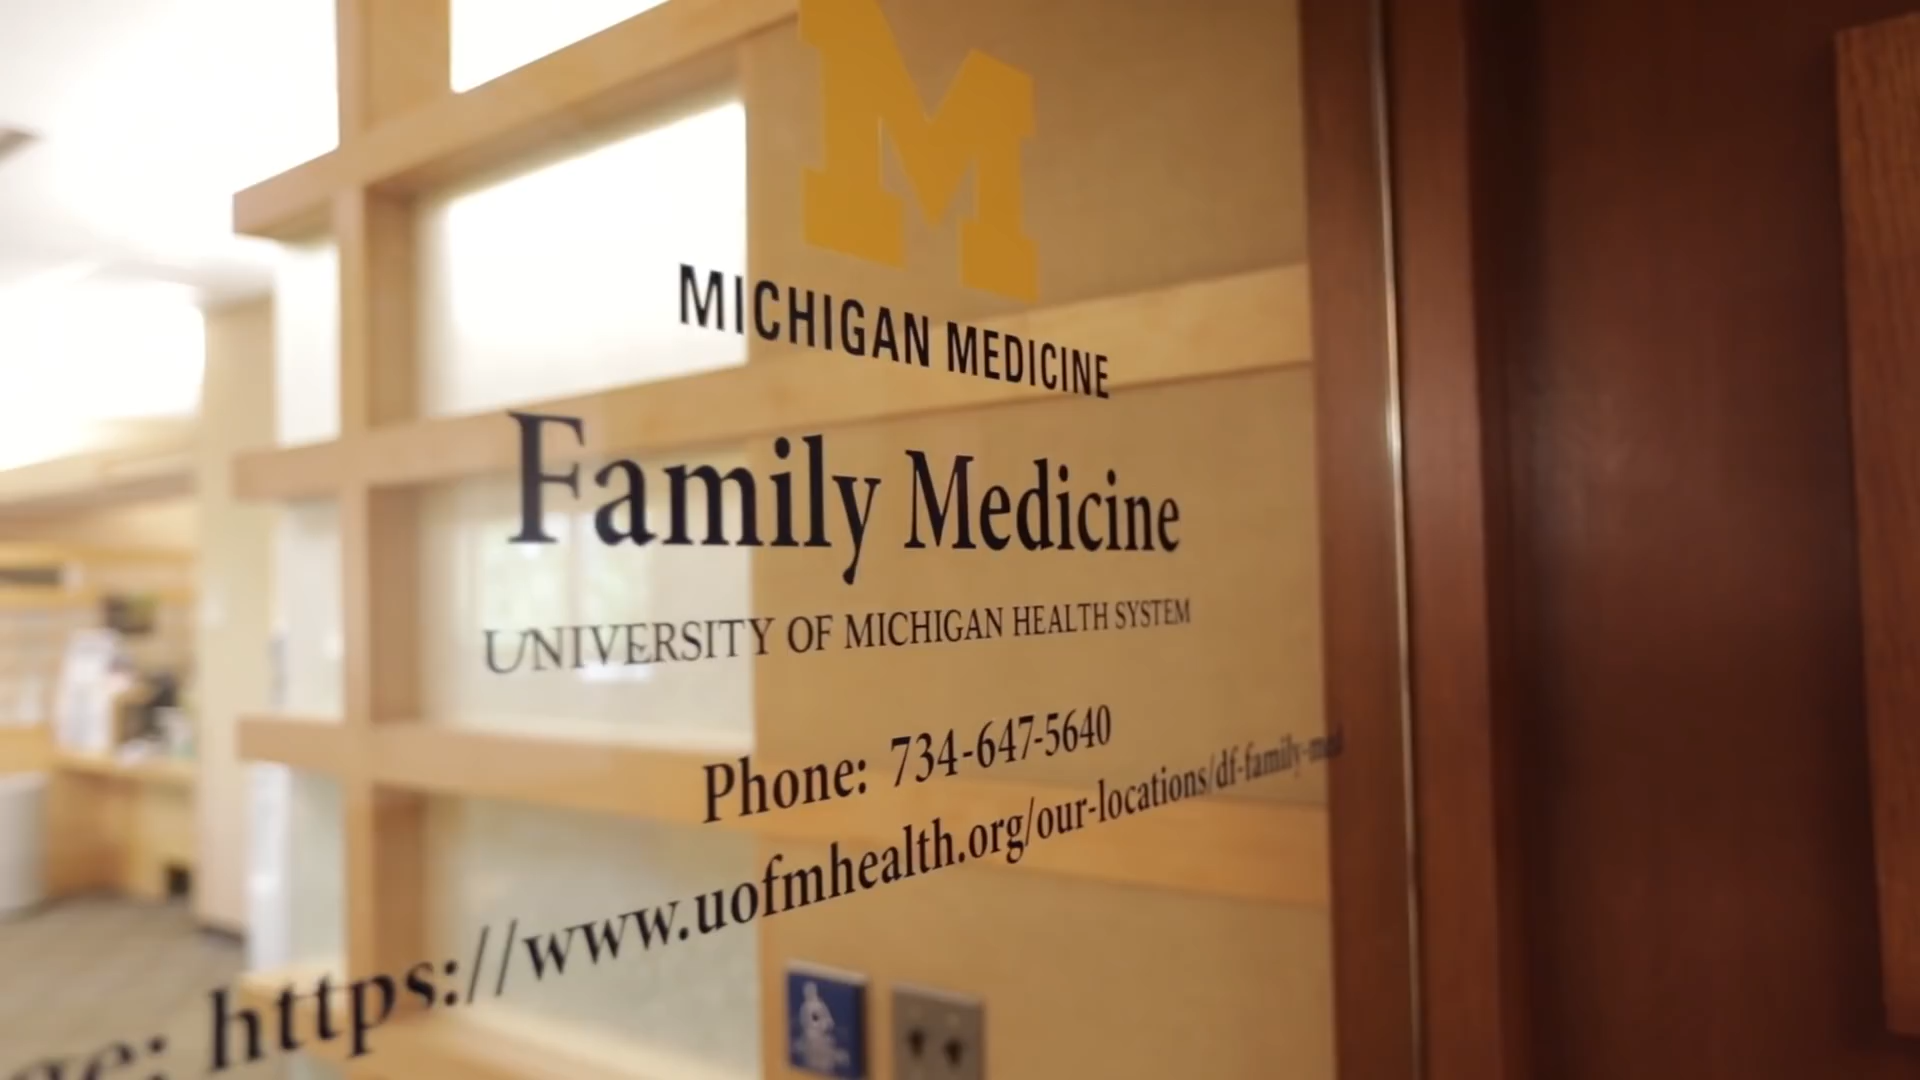 M
MICHIGAN MEDICINE
Family Medicine
UNIVERSITY OF MICHIGAN HEALTH SYSTEM
Phone: 734-647-5640
https://www.uofmhealth.org/our-locations/df-family-med